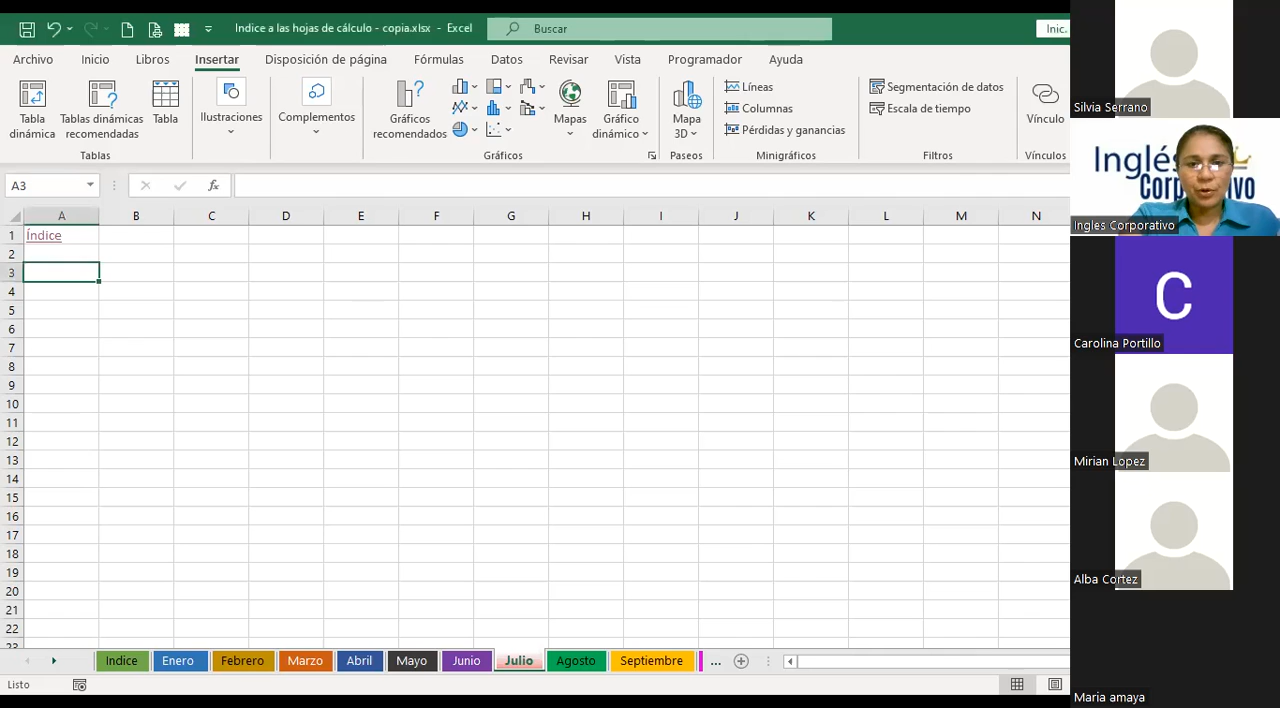 Indice a las hojas de cálculo - copia.xlsx - Excel
Buscar
Inic.
Archivo Inicio Libros Insertar Disposición de página Fórmulas Datos Revisar Vista Programador Ayuda
Tabla dinámica
Tablas dinámicas recomendadas
Tabla
Ilustraciones
Complementos
Gráficos recomendados
Mapas
Gráfico dinámico
Mapa 3D
Líneas
Columnas
Pérdidas y ganancias
Segmentación de datos
Escala de tiempo
Vínculo
Tablas Gráficos Paseos Minigráficos Filtros Vínculos
A3
fx
A B C D E F G H I J K L M N
1 Índice
2
3
4
5
6
7
8
9
10
11
12
13
14
15
16
17
18
19
20
21
22
23
Indice Enero Febrero Marzo Abril Mayo Junio Julio Agosto Septiembre ...
Listo
Silvia Serrano
Ingles Corporativo
C
Carolina Portillo
Mirian Lopez
Alba Cortez
Maria amaya